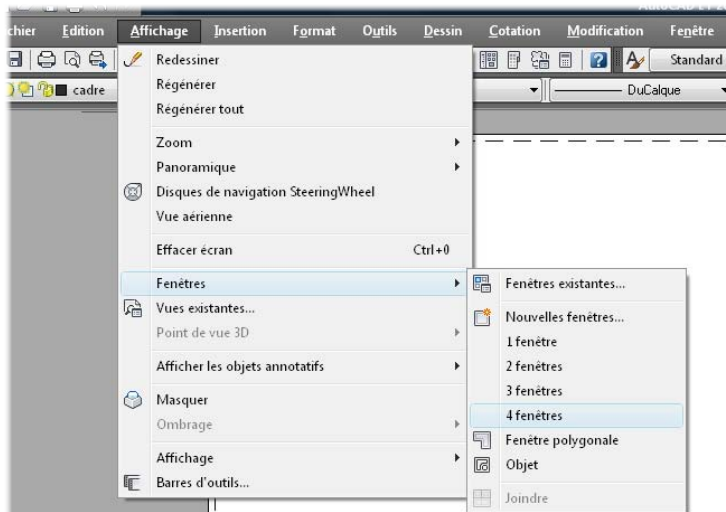 chier Edition Affichage Insertion Format Outils Dessin Cotation Modification Fenêtre
Standard
cadre
DuCalque
Redessiner
Régénérer
Régénérer tout
Zoom
Panoramique
Disques de navigation SteeringWheel
Vue aérienne
Effacer écran Ctrl+0
Fenêtres
Vues existantes...
Point de vue 3D
Afficher les objets annotatifs
Masquer
Ombrage
Affichage
Barres d'outils...
Fenêtres existantes...
Nouvelles fenêtres...
1 fenêtre
2 fenêtres
3 fenêtres
4 fenêtres
Fenêtre polygonale
Objet
Joindre